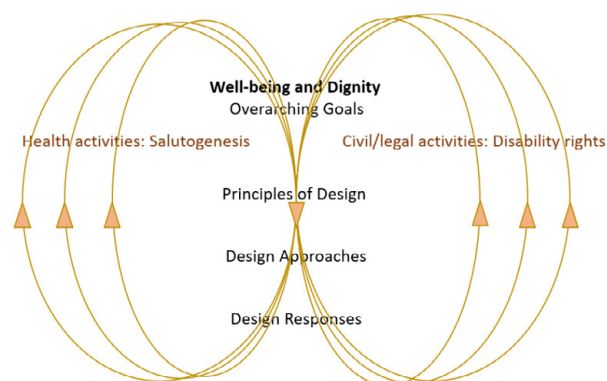 Well-being and Dignity
Overarching Goals
Health activities: Salutogenesis
Civil/legal activities: Disability rights
Principles of Design
Design Approaches
Design Responses